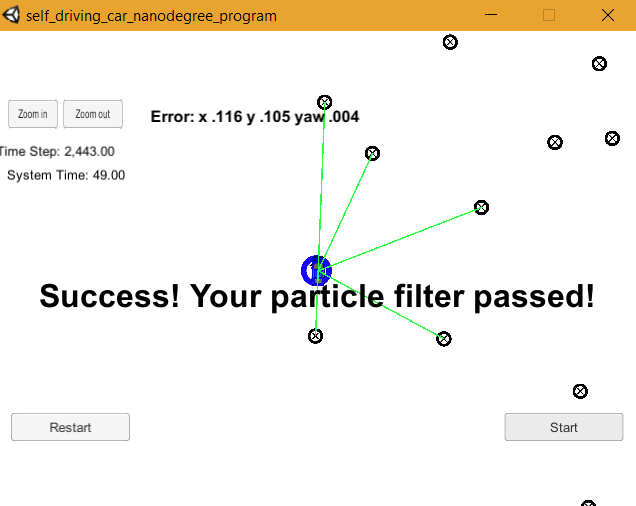 self_driving_car_nanodegree_program
Zoom in
Zoom out
Error: x .116 y .105 yaw .004
Time Step: 2,443.00
System Time: 49.00
Success! Your particle filter passed!
Restart
Start